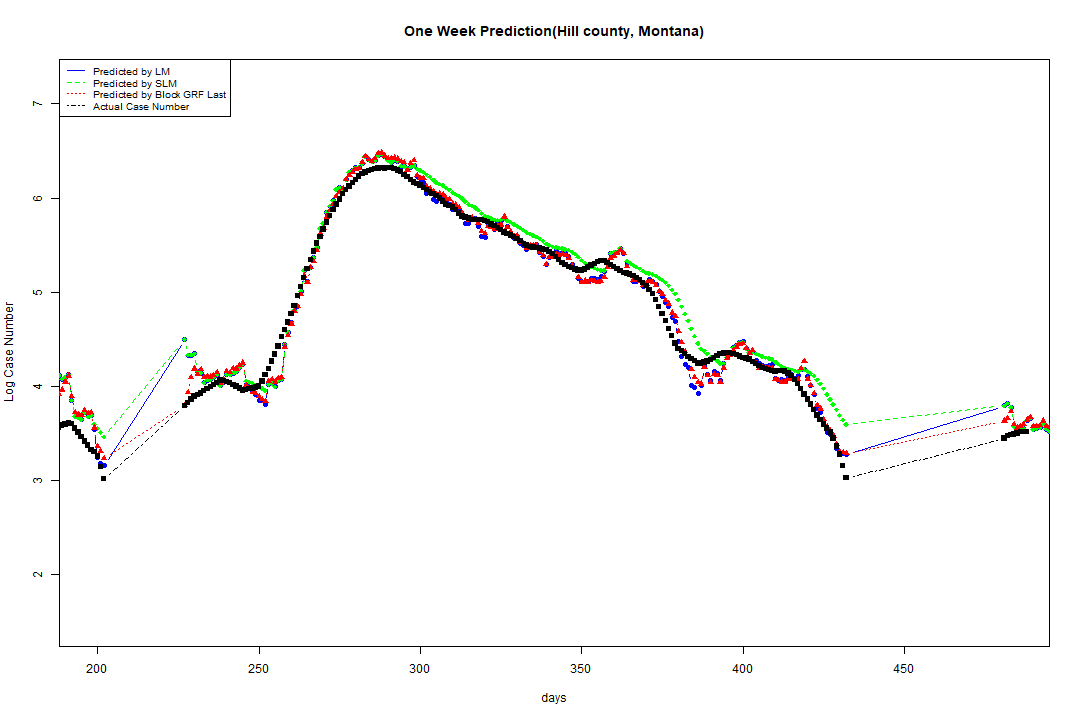 One Week Prediction(Hill county, Montana)
Predicted by LM
Predicted by SLM
Predicted by Block GRF Last
Actual Case Number
7
6
5
4
3
2
Log Case Number
200 250 300 350 400 450
days